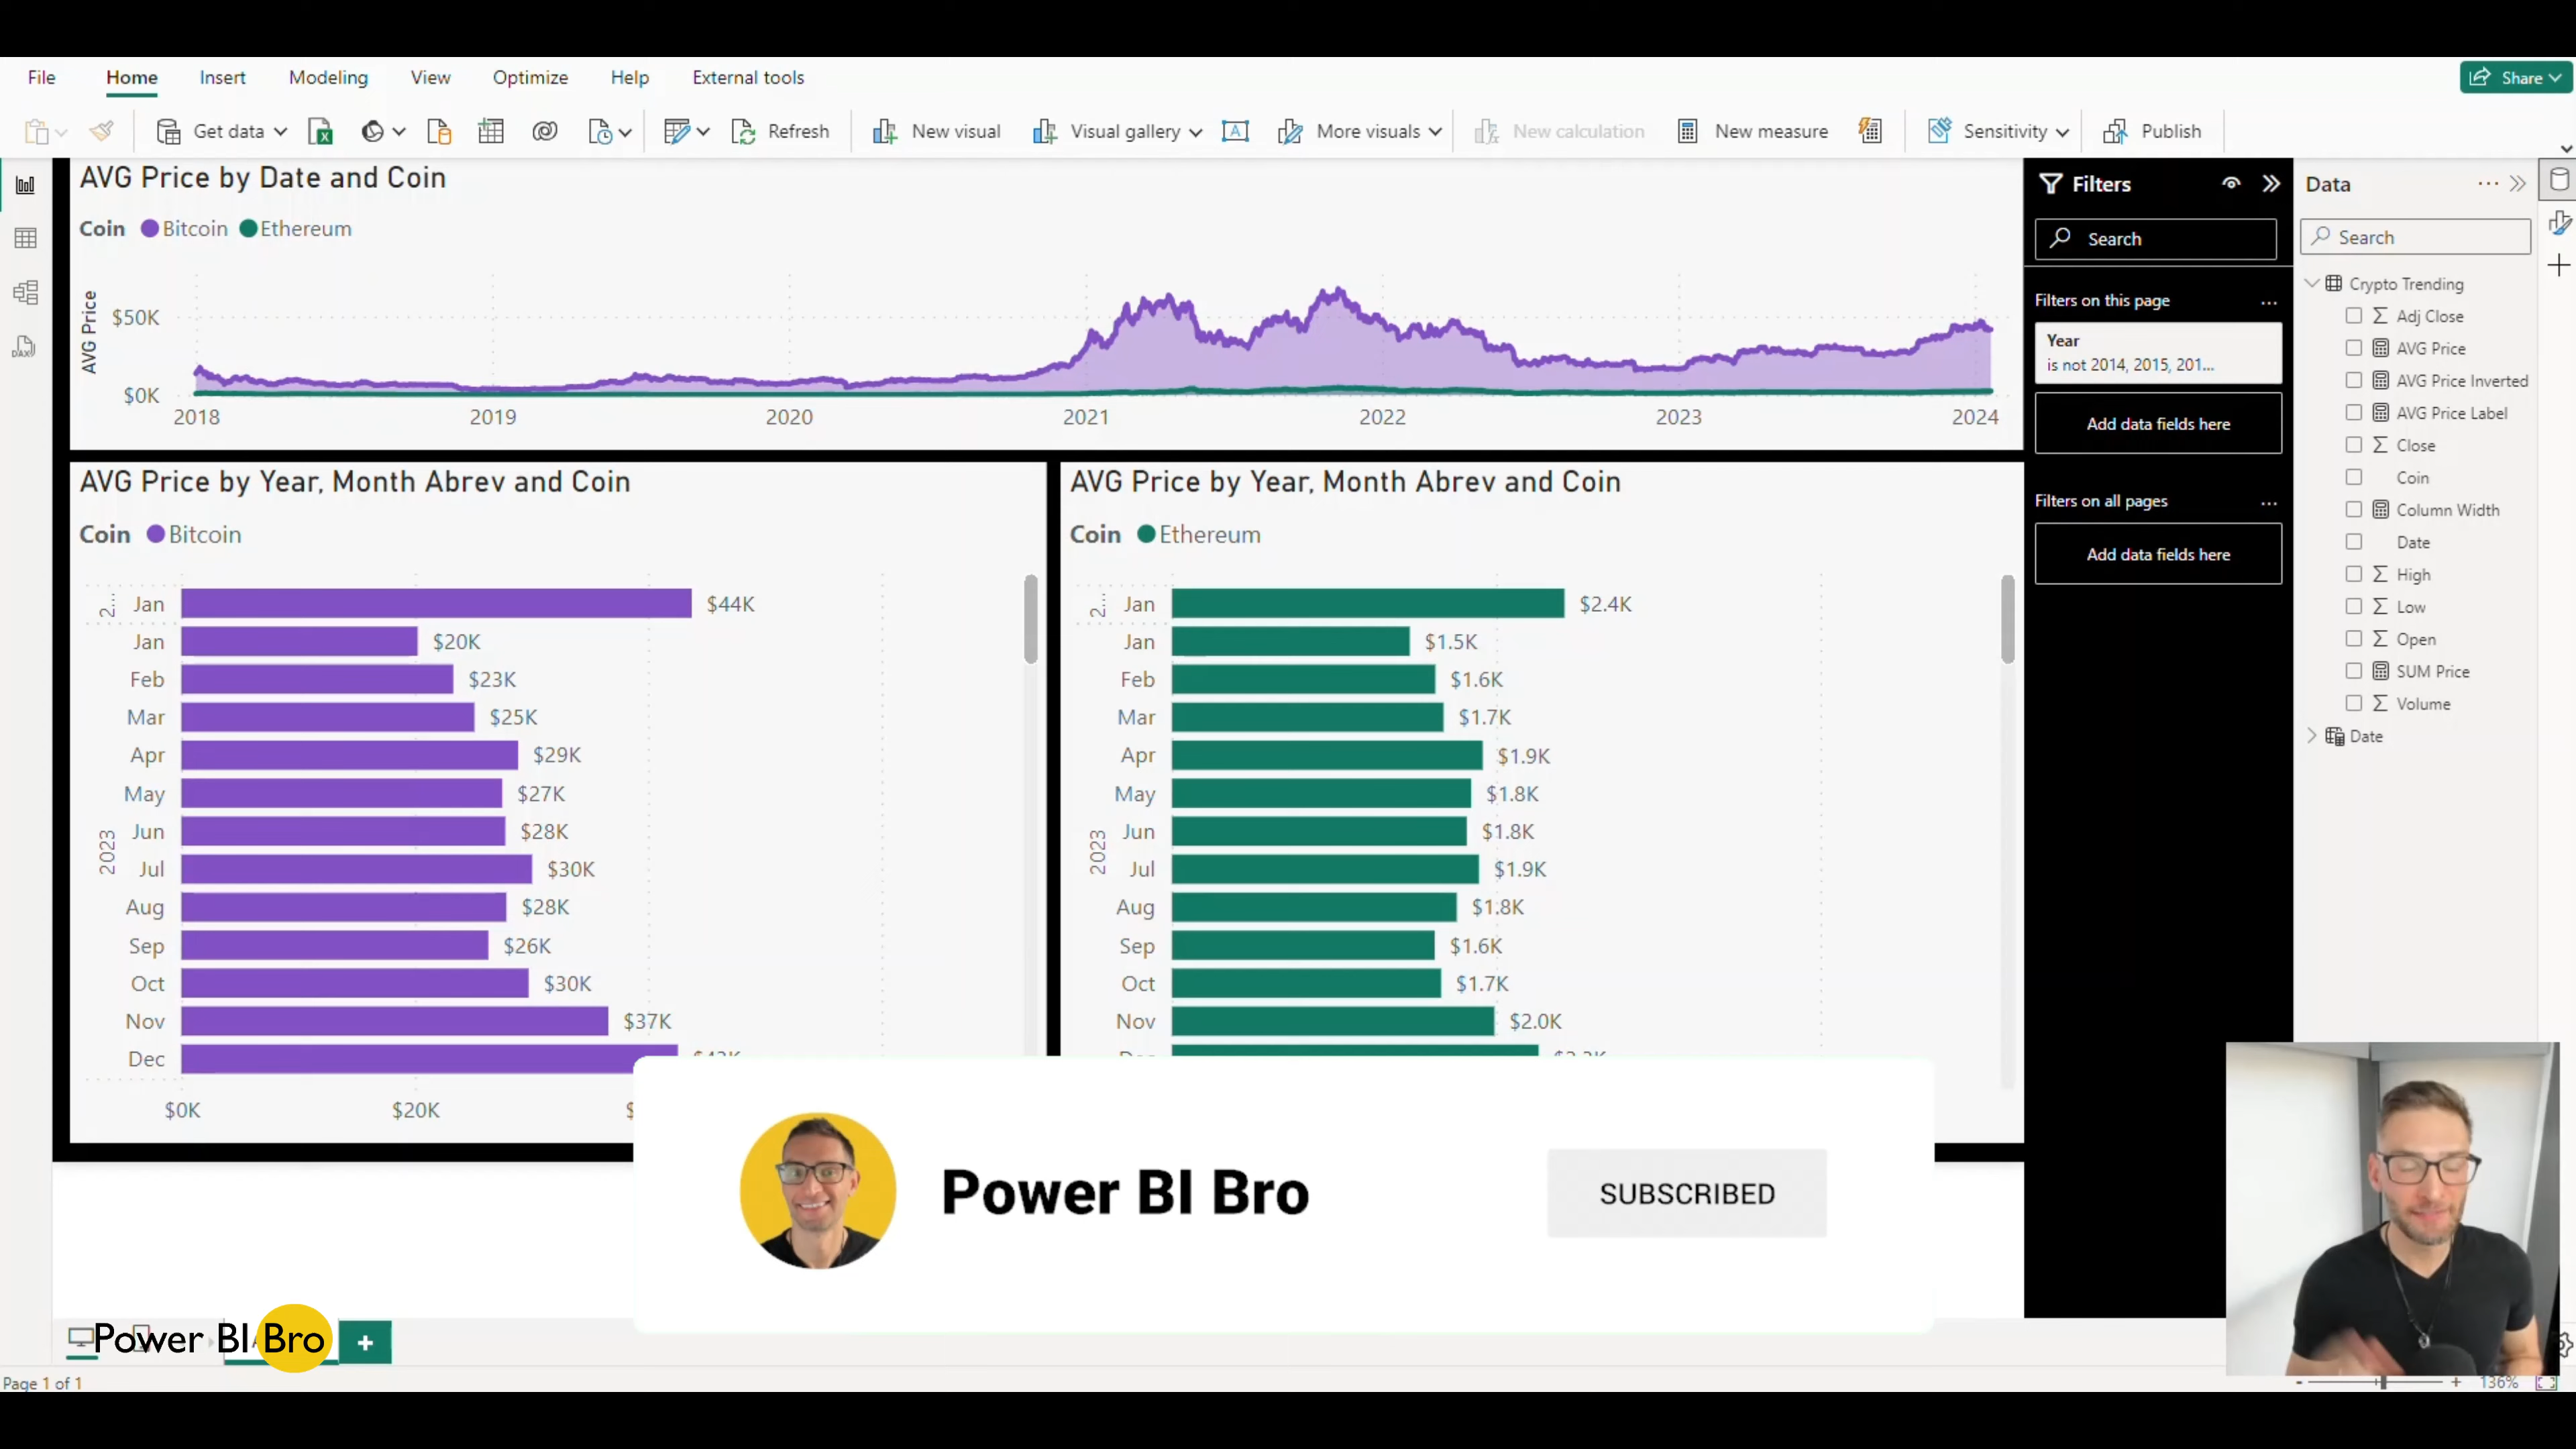 File Home Insert Modeling View Optimize Help External tools Share
Get data Refresh New visual Visual gallery More visuals New calculation New measure Sensitivity Publish
AVG Price by Date and Coin
Coin Bitcoin Ethereum
AVG Price
$50K
$0K
2018 2019 2020 2021 2022 2023 2024
AVG Price by Year, Month Abrev and Coin
Coin Bitcoin
2...
Jan $44K
Jan $20K
Feb $23K
Mar $25K
Apr $29K
May $27K
2023
Jun $28K
Jul $30K
Aug $28K
Sep $26K
Oct $30K
Nov $37K
Dec
$0K $20K
AVG Price by Year, Month Abrev and Coin
Coin Ethereum
2...
Jan $2.4K
Jan $1.5K
Feb $1.6K
Mar $1.7K
Apr $1.9K
May $1.8K
2023
Jun $1.8K
Jul $1.9K
Aug $1.8K
Sep $1.6K
Oct $1.7K
Nov $2.0K
Filters
Search
Filters on this page ...
Year
is not 2014, 2015, 201...
Add data fields here
Filters on all pages ...
Add data fields here
Data ...
Search
Crypto Trending
Adj Close
AVG Price
AVG Price Inverted
AVG Price Label
Close
Coin
Column Width
Date
High
Low
Open
SUM Price
Volume
Date
DAX
Power BI Bro
SUBSCRIBED
Power BI Bro
+
Page 1 of 1
- + 136%